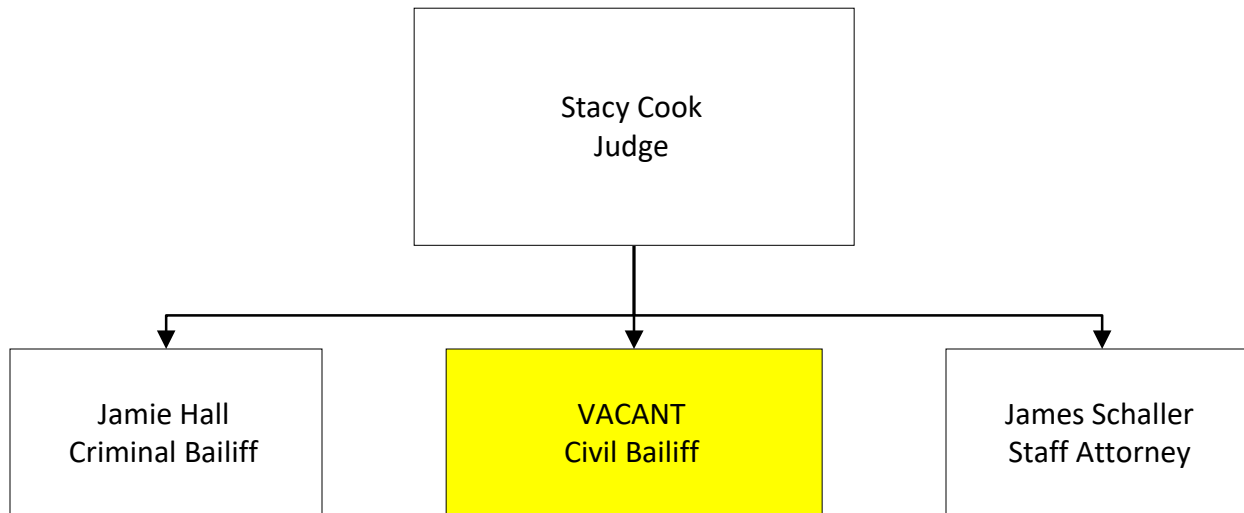 Stacy Cook
Judge
Jamie Hall
Criminal Bailiff
VACANT
Civil Bailiff
James Schaller
Staff Attorney